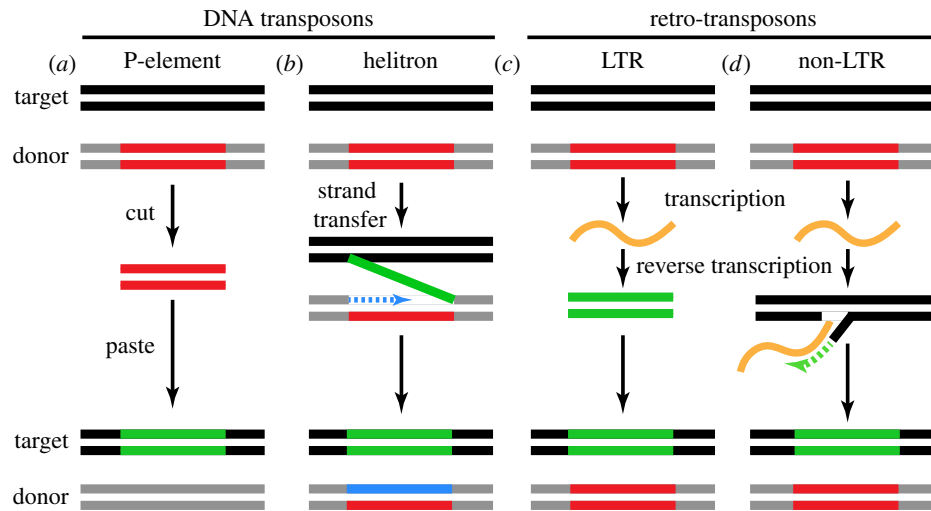 DNA transposons
retro-transposons
(a) P-element
(b) helitron
(c) LTR
(d) non-LTR
target
donor
cut
strand
transfer
transcription
reverse transcription
paste
target
donor